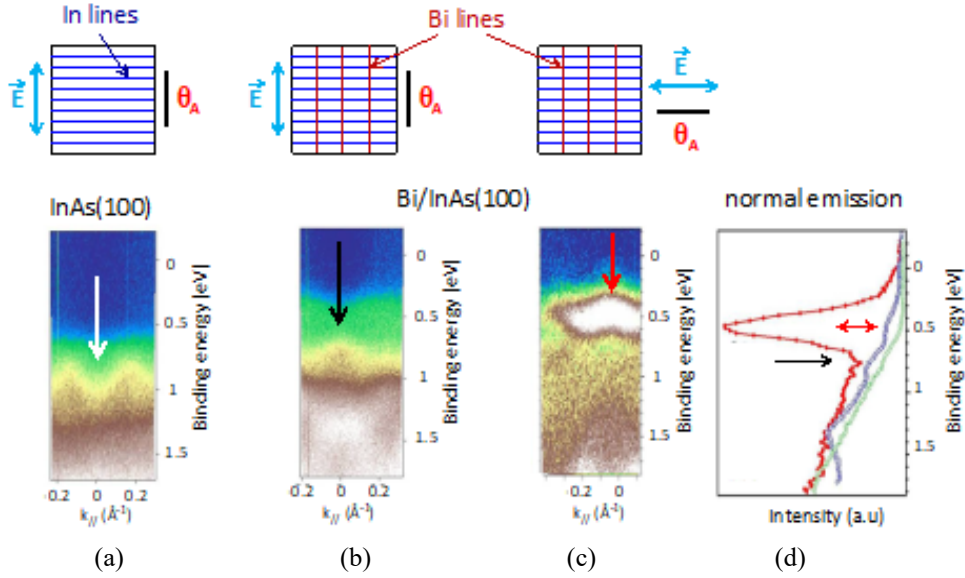 In lines
Bi lines
E
θA
E
θA
E
θA
InAs(100)
Bi/InAs(100)
normal emission
0
0.5
1
1.5
Binding energy |eV]
-0.2 0 0.2
k// (Å-1)
0
0.5
1
1.5
Binding energy |eV]
-0.2 0 0.2
k// (Å-1)
0
0.5
1
1.5
Binding energy |eV]
-0.2 0
k// (Å-1)
0
0.5
1
1.5
Binding energy |eV]
Intensity (a.u)
(a)
(b)
(c)
(d)